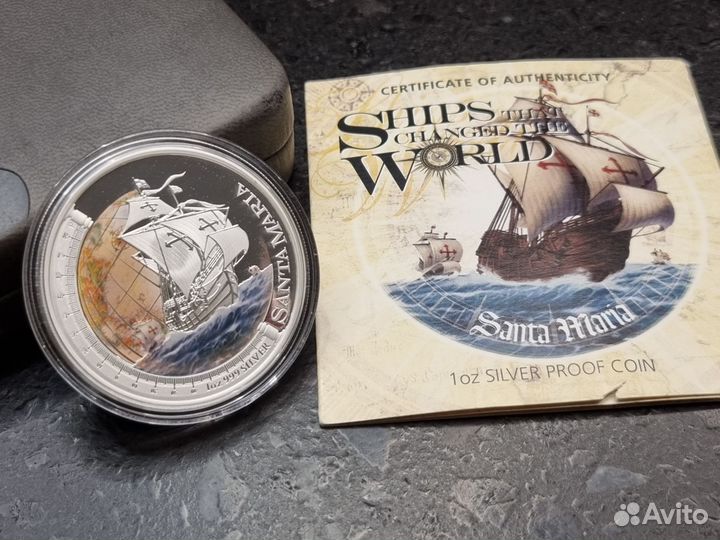 SANTA MARIA
1oz 999 SILVER
CERTIFICATE OF AUTHENTICITY
SHIPS THAT
CHANGED THE
WORLD
Santa Maria
1oz SILVER PROOF COIN
Avito